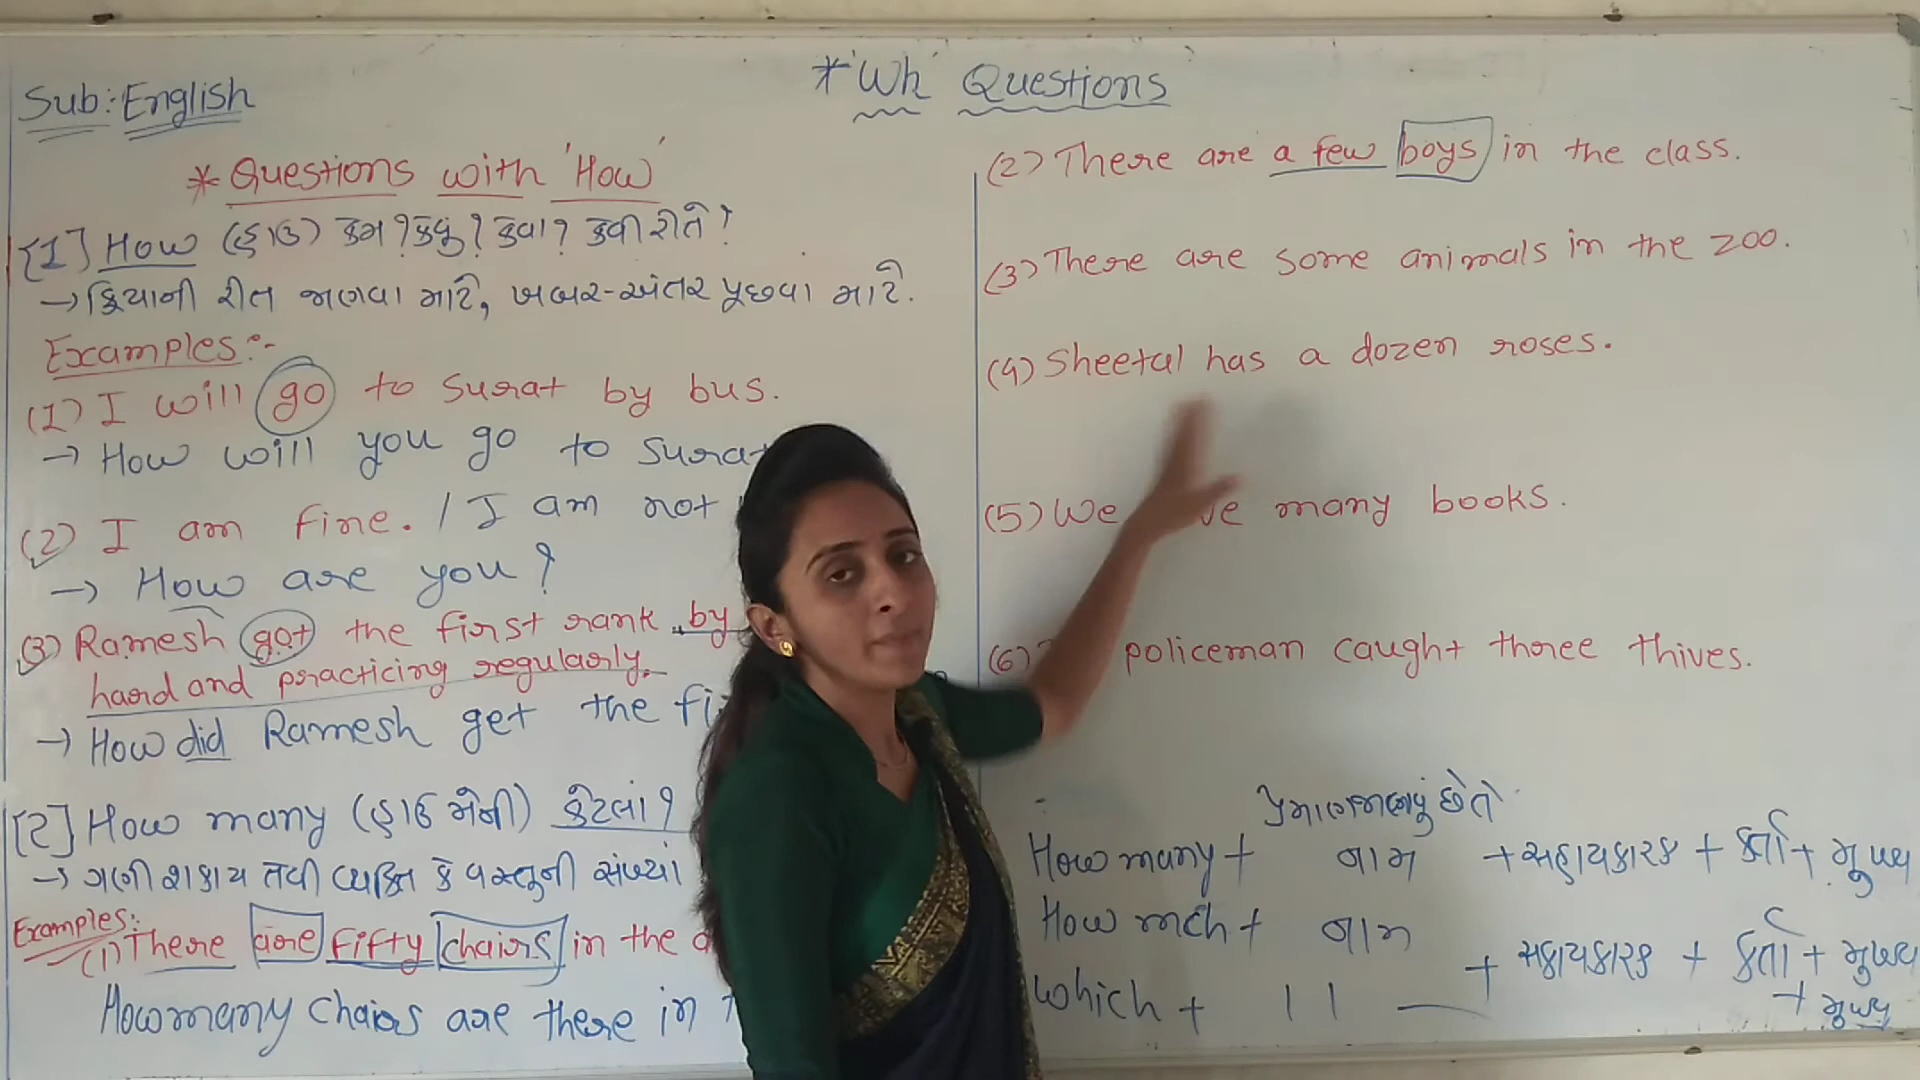 * 'Wh' Questions
Sub: English
* Questions with 'How'
[1] How (હાઉ) કેમ? કેવું? કેવા? કેવી રીતે?
→ ક્રિયાની રીત જાણવા માટે, ખબર-અંતર પૂછવા માટે.
Examples:-
(1) I will go to Surat by bus.
→ How will you go to Surat
(2) I am fine. / I am not
→ How are you?
(3) Ramesh got the first rank by
hard and practicing regularly.
→ How did Ramesh get the fi
[2] How many (હાઉ મેની) કેટલાં?
→ ગણી શકાય તેવી વ્યક્તિ કે વસ્તુની સંખ્યા
Examples:
(1) There are fifty chairs in the
How many chairs are there in
(2) There are a few boys in the class.
(3) There are some animals in the zoo.
(4) Sheetal has a dozen roses.
(5) We many books.
(6) policeman caught three thives.
How many + નામ + સહાયકારક + કર્તા + મુખ્ય
How mch + નામ
+ સહાયકારક + કર્તા + મુખ્ય
which + 11
+ મુખ્ય